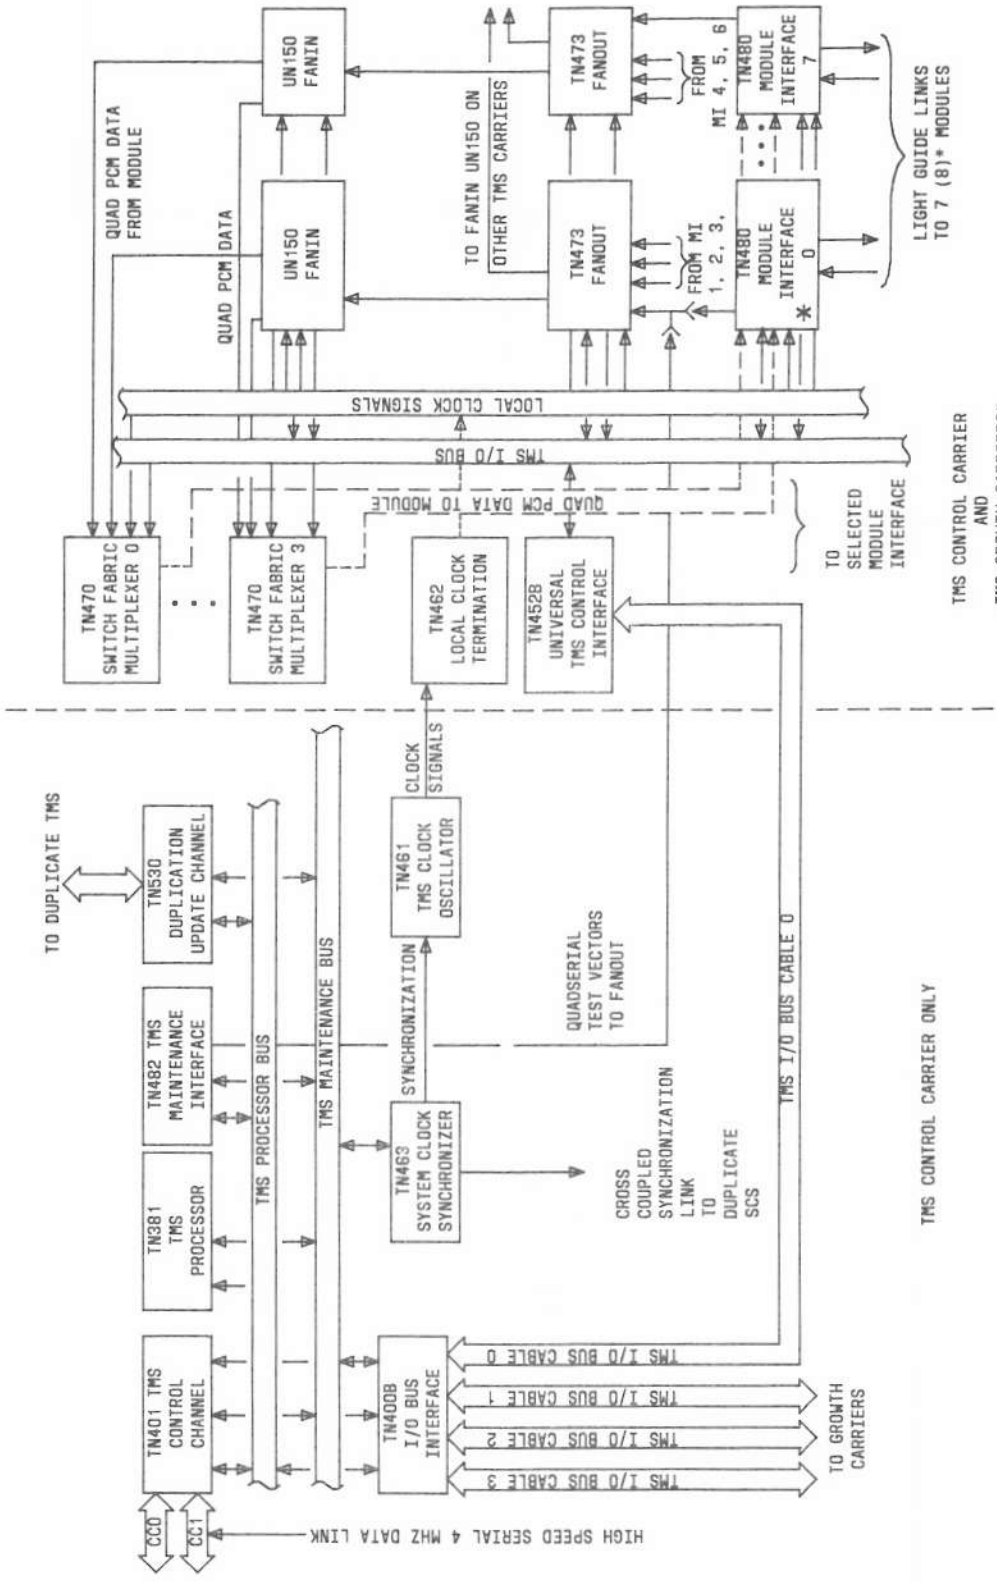 HIGH SPEED SERIAL 4 MHZ DATA LINK
CC0
CC1
TN401 TMS
CONTROL
CHANNEL
TN381
TMS
PROCESSOR
TN482 TMS
MAINTENANCE
INTERFACE
TN530
DUPLICATION
UPDATE CHANNEL
TO DUPLICATE TMS
TMS PROCESSOR BUS
TMS MAINTENANCE BUS
TN400B
I/O BUS
INTERFACE
TN463
SYSTEM CLOCK
SYNCHRONIZER
SYNCHRONIZATION
TN461
TMS CLOCK
OSCILLATOR
CLOCK
SIGNALS
CROSS
COUPLED
SYNCHRONIZATION
LINK
TO
DUPLICATE
SCS
QUADSERIAL
TEST VECTORS
TO FANOUT
TMS I/O BUS CABLE 3
TMS I/O BUS CABLE 2
TMS I/O BUS CABLE 1
TMS I/O BUS CABLE 0
TMS I/O BUS CABLE 0
TO GROWTH
CARRIERS
TMS CONTROL CARRIER ONLY
TN470
SWITCH FABRIC
MULTIPLEXER 0
TN470
SWITCH FABRIC
MULTIPLEXER 3
TN462
LOCAL CLOCK
TERMINATION
TN452B
UNIVERSAL
TMS CONTROL
INTERFACE
QUAD PCM DATA TO MODULE
TMS I/O BUS
LOCAL CLOCK SIGNALS
TO
SELECTED
MODULE
INTERFACE
QUAD PCM DATA
QUAD PCM DATA
FROM MODULE
UN150
FANIN
UN150
FANIN
TO FANIN UN150 ON
OTHER TMS CARRIERS
TN473
FANOUT
TN473
FANOUT
FROM MI
1, 2, 3,
FROM
MI 4, 5, 6
TN480
MODULE
INTERFACE
0
*
TN480
MODULE
INTERFACE
7
LIGHT GUIDE LINKS
TO 7 (8)* MODULES
TMS CONTROL CARRIER
AND